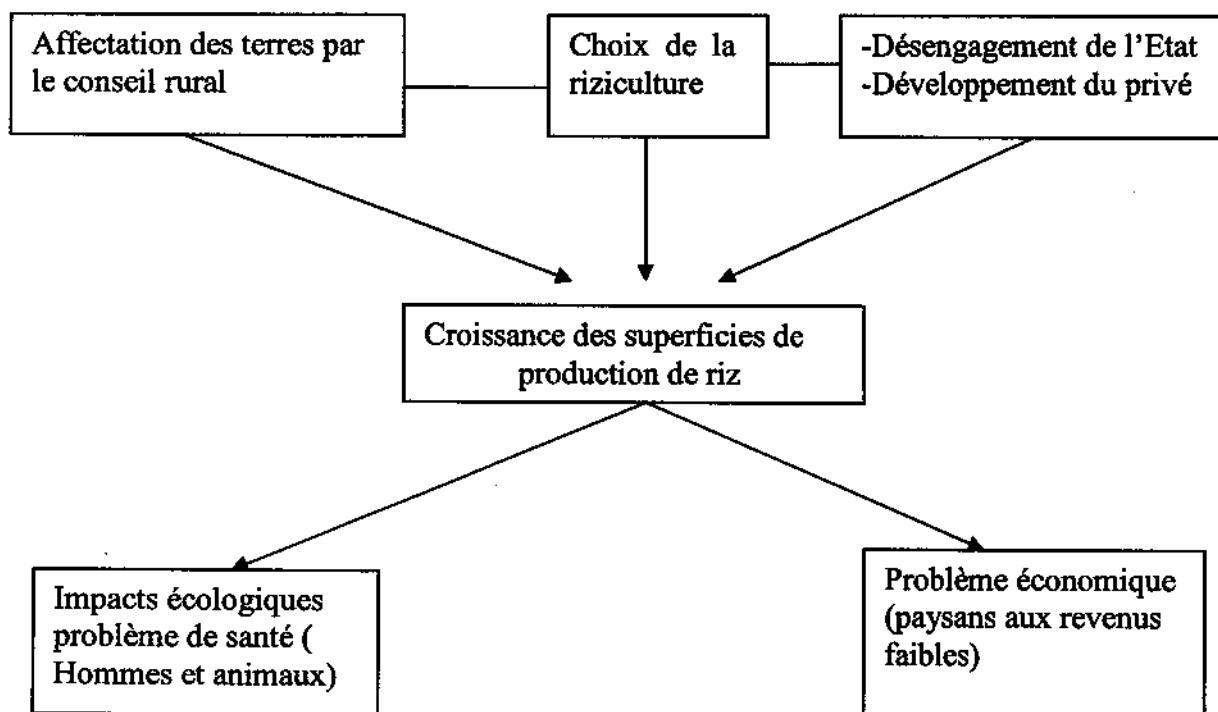 Affectation des terres par
le conseil rural
Choix de la
riziculture
-Désengagement de l'Etat
-Développement du privé
Croissance des superficies de
production de riz
Impacts écologiques
problème de santé (
Hommes et animaux)
Problème économique
(paysans aux revenus
faibles)